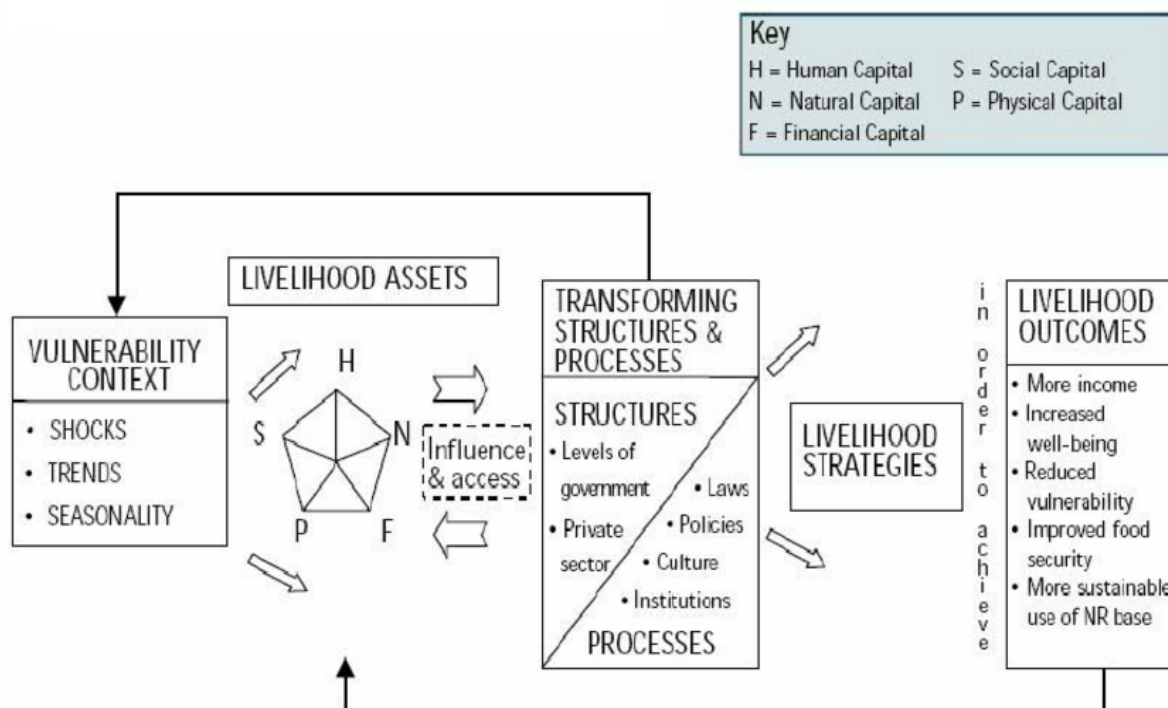 Key
H = Human Capital S = Social Capital
N = Natural Capital P = Physical Capital
F = Financial Capital
LIVELIHOOD ASSETS
VULNERABILITY
CONTEXT
• SHOCKS
• TRENDS
• SEASONALITY
H
S
N
P
F
Influence
& access
TRANSFORMING
STRUCTURES &
PROCESSES
STRUCTURES
• Levels of
government
• Private
sector
• Laws
• Policies
• Culture
• Institutions
PROCESSES
LIVELIHOOD
STRATEGIES
in order to achieve
LIVELIHOOD
OUTCOMES
• More income
• Increased
well-being
• Reduced
vulnerability
• Improved food
security
• More sustainable
use of NR base